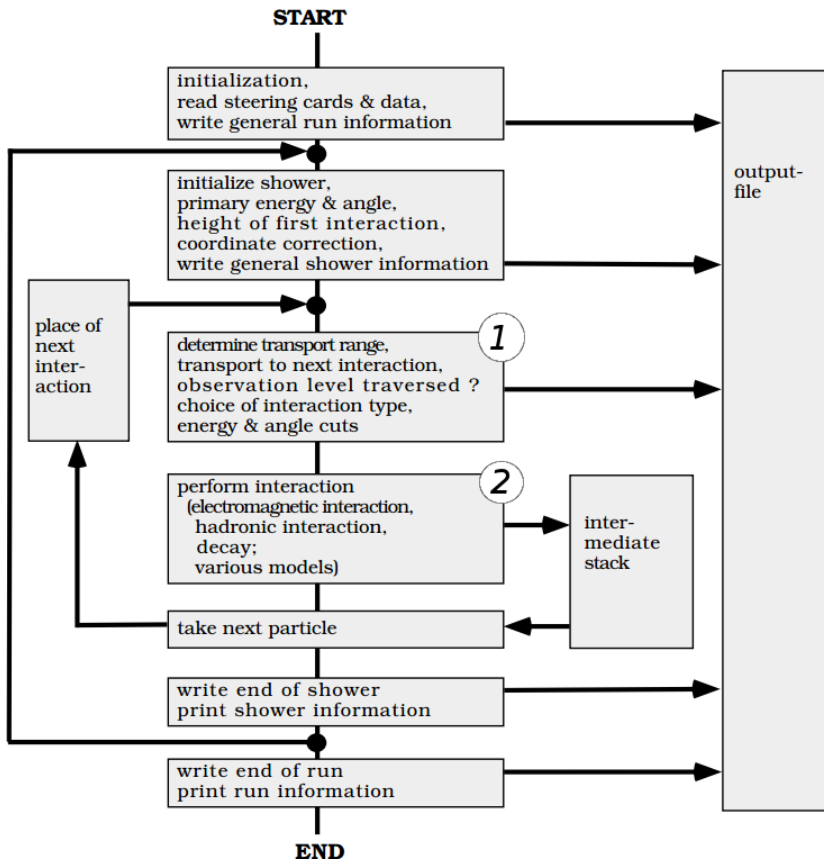 START
initialization,
read steering cards & data,
write general run information
output-
file
initialize shower,
primary energy & angle,
height of first interaction,
coordinate correction,
write general shower information
place of
next
inter-
action
1
determine transport range,
transport to next interaction,
observation level traversed ?
choice of interaction type,
energy & angle cuts
2
perform interaction
(electromagnetic interaction,
hadronic interaction,
decay;
various models)
inter-
mediate
stack
take next particle
write end of shower
print shower information
write end of run
print run information
END